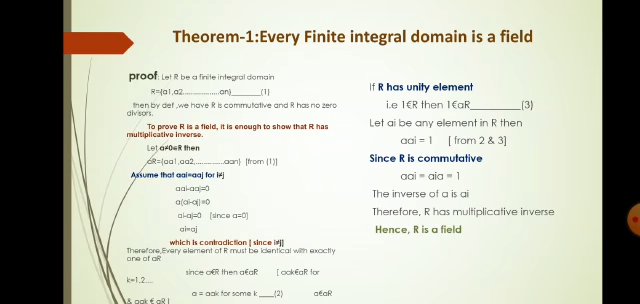 Theorem-1:Every Finite integral domain is a field
proof: Let R be a finite integral domain
R={a1,a2...................an}_______(1)
then by def ,we have R is commutative and R has no zero
divisors.
To prove R is a field, it is enough to show that R has
multiplicative inverse.
Let a≠0€R then
aR={aa1,aa2,...............aan} [from (1)]
Assume that aai=aaj for i≠j
aai-aaj=0
a(ai-aj)=0
ai-aj=0 (since a=0)
ai=aj
which is contradiction [ since i≠j]
Therefore,Every element of R must be identical with exactly
one of aR
since a€R then a€aR [ aak€aR for
k=1,2....
a = aak for some k ____(2) a€aR
& aak € aR ]
If R has unity element
i.e 1€R then 1€aR_________(3)
Let ai be any element in R then
aai = 1 [ from 2 & 3]
Since R is commutative
aai = aia = 1
The inverse of a is ai
Therefore, R has multiplicative inverse
Hence, R is a field